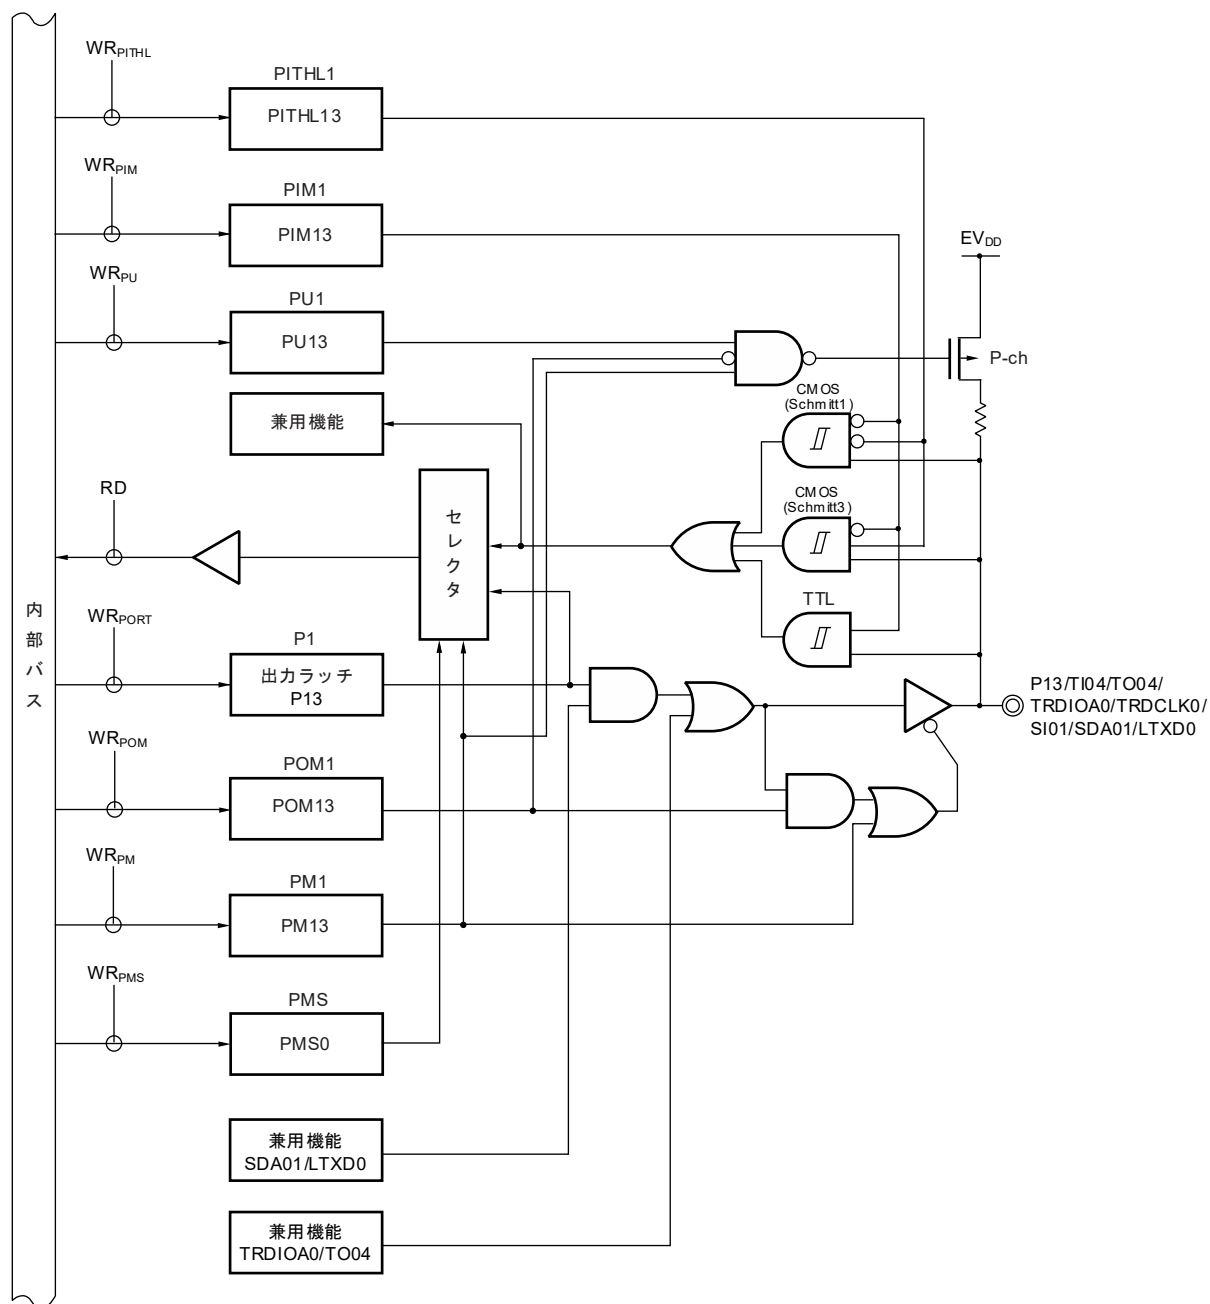 WRPITHL
PITHL1
PITHL13
WRPIM
PIM1
PIM13
EVDD
WRPU
PU1
PU13
P-ch
CMOS
(Schmitt1)
兼用機能
RD
セレクタ
CMOS
(Schmitt3)
TTL
内部バス
WRPORT
P1
出力ラッチ
P13
P13/TI04/TO04/
TRDIOA0/TRDCLK0/
SI01/SDA01/LTXD0
WRPOM
POM1
POM13
WRPM
PM1
PM13
WRPMS
PMS
PMS0
兼用機能
SDA01/LTXD0
兼用機能
TRDIOA0/TO04